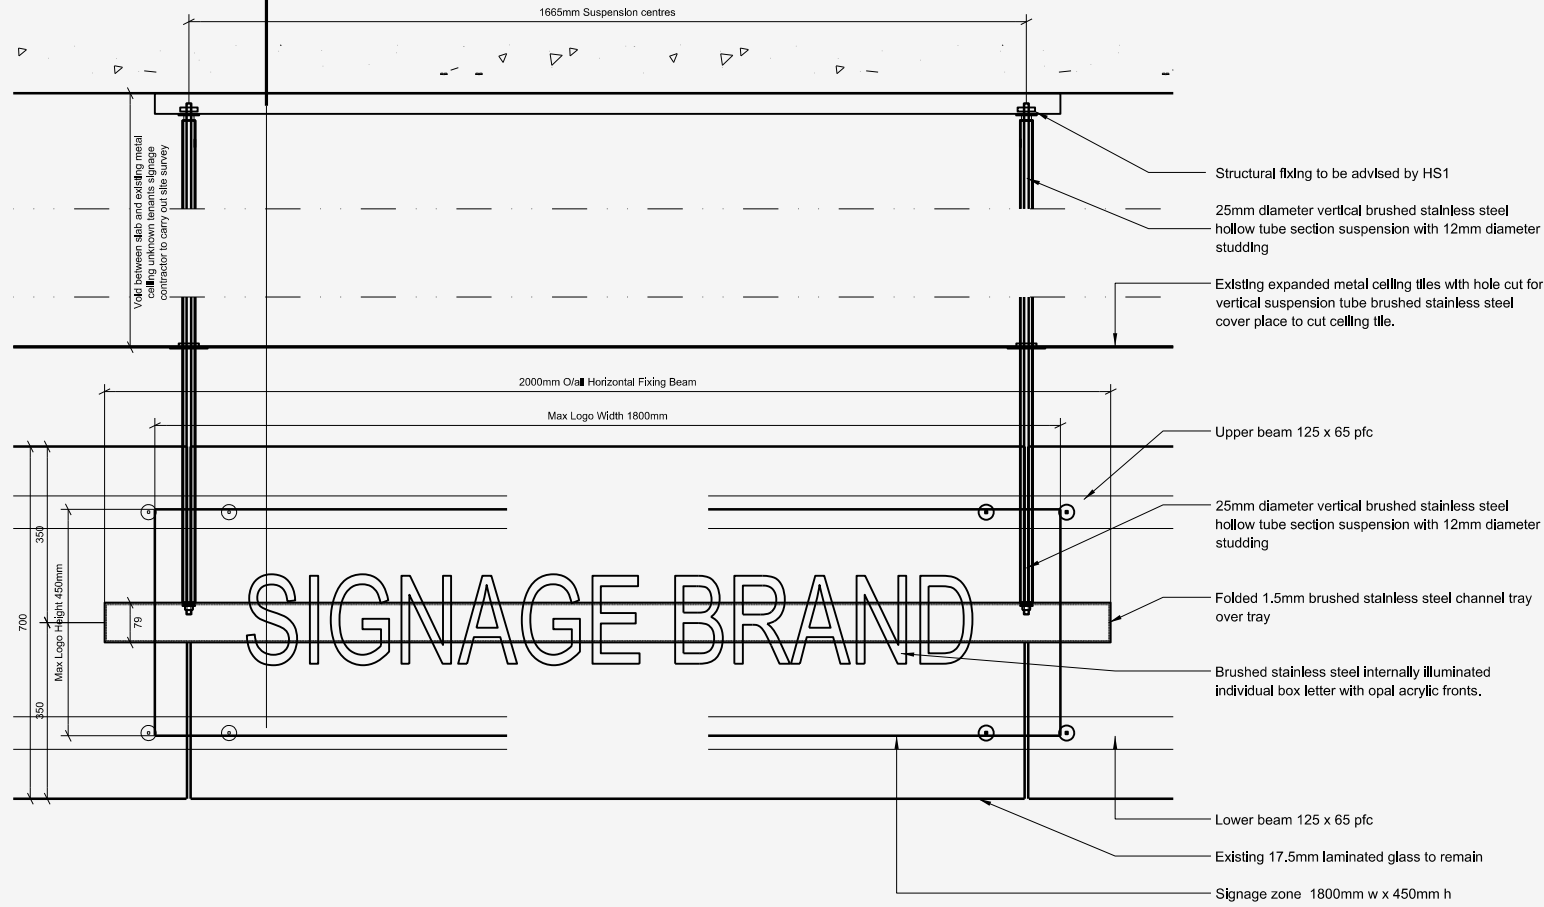 1665mm Suspension centres
Void between slab and existing metal
ceiling unknown tenants signage
contractor to carry out site survey
Structural fixing to be advised by HS1
25mm diameter vertical brushed stainless steel
hollow tube section suspension with 12mm diameter
studding
Existing expanded metal ceiling tiles with hole cut for
vertical suspension tube brushed stainless steel
cover place to cut ceiling tile.
2000mm O/all Horizontal Fixing Beam
Max Logo Width 1800mm
Upper beam 125 x 65 pfc
25mm diameter vertical brushed stainless steel
hollow tube section suspension with 12mm diameter
studding
700
350
350
Max Logo Height 450mm
79
SIGNAGE BRAND
Folded 1.5mm brushed stainless steel channel tray
over tray
Brushed stainless steel internally illuminated
individual box letter with opal acrylic fronts.
Lower beam 125 x 65 pfc
Existing 17.5mm laminated glass to remain
Signage zone 1800mm w x 450mm h